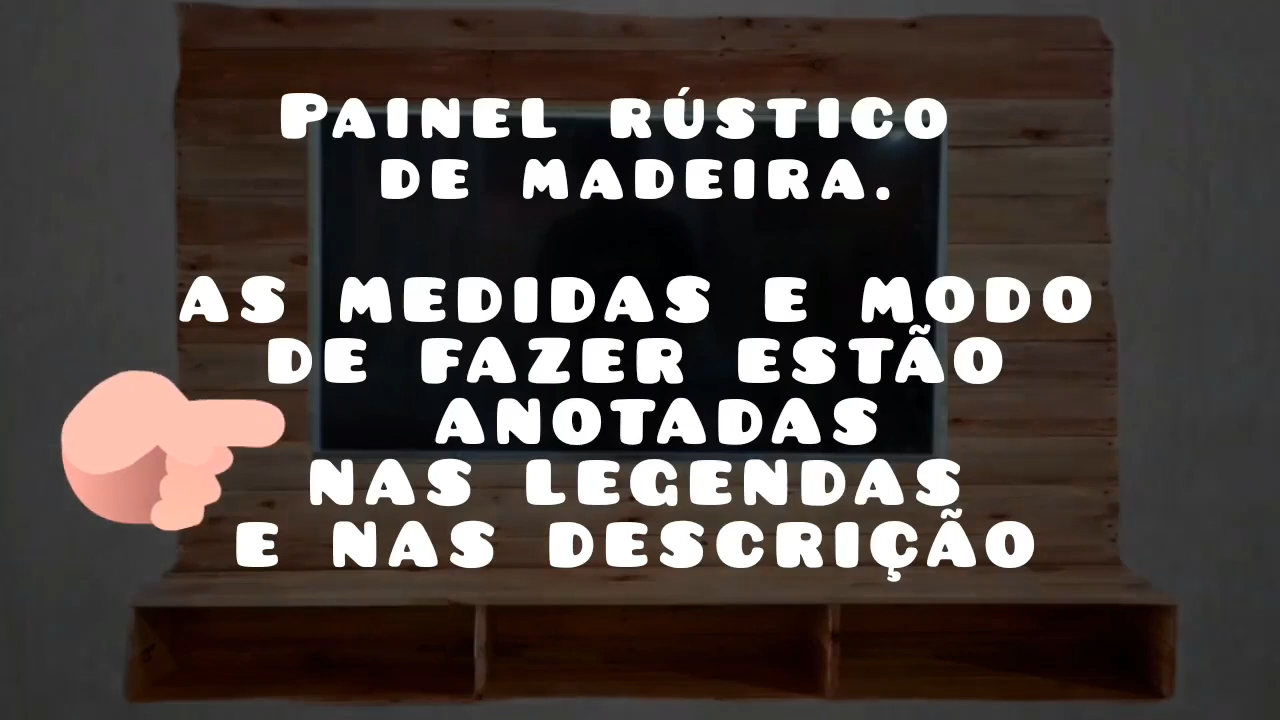 Painel rústico
de madeira.
as medidas e modo
de fazer estão
anotadas
nas legendas
e nas descrição